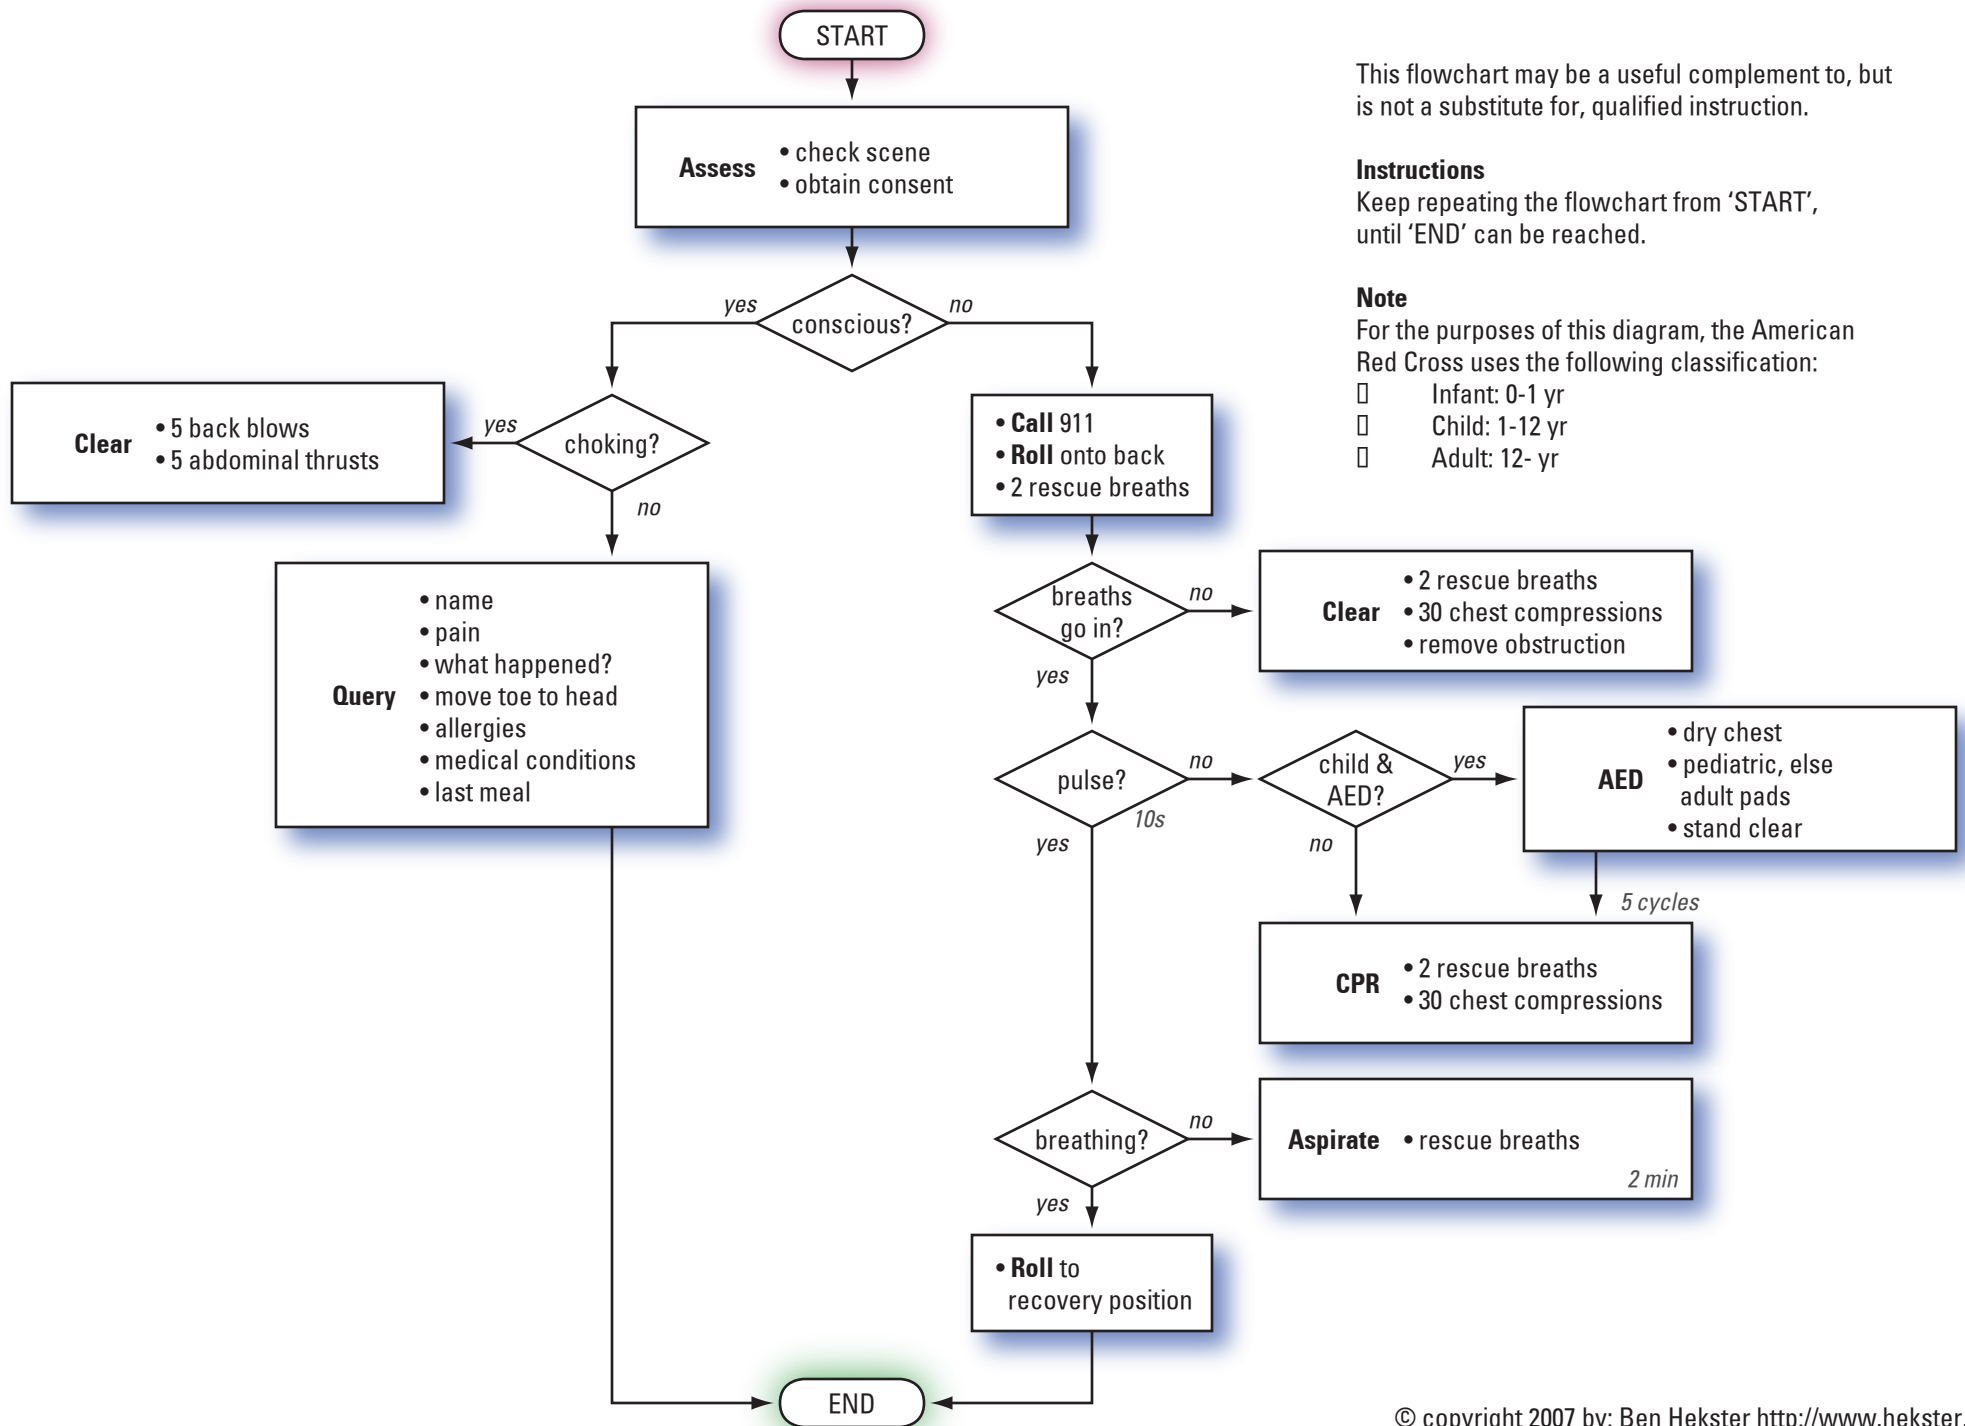 START
This flowchart may be a useful complement to, but
is not a substitute for, qualified instruction.
Instructions
Keep repeating the flowchart from ‘START’,
until ‘END’ can be reached.
Note
For the purposes of this diagram, the American
Red Cross uses the following classification:
▯ Infant: 0-1 yr
▯ Child: 1-12 yr
▯ Adult: 12- yr
Assess
• check scene
• obtain consent
conscious?
yes
no
choking?
yes
no
Clear
• 5 back blows
• 5 abdominal thrusts
Query
• name
• pain
• what happened?
• move toe to head
• allergies
• medical conditions
• last meal
• Call 911
• Roll onto back
• 2 rescue breaths
breaths
go in?
no
yes
Clear
• 2 rescue breaths
• 30 chest compressions
• remove obstruction
pulse?
10s
no
yes
child &
AED?
yes
no
AED
• dry chest
• pediatric, else
adult pads
• stand clear
5 cycles
CPR
• 2 rescue breaths
• 30 chest compressions
breathing?
no
yes
Aspirate
• rescue breaths
2 min
• Roll to
recovery position
END
© copyright 2007 by: Ben Hekster http://www.hekster.